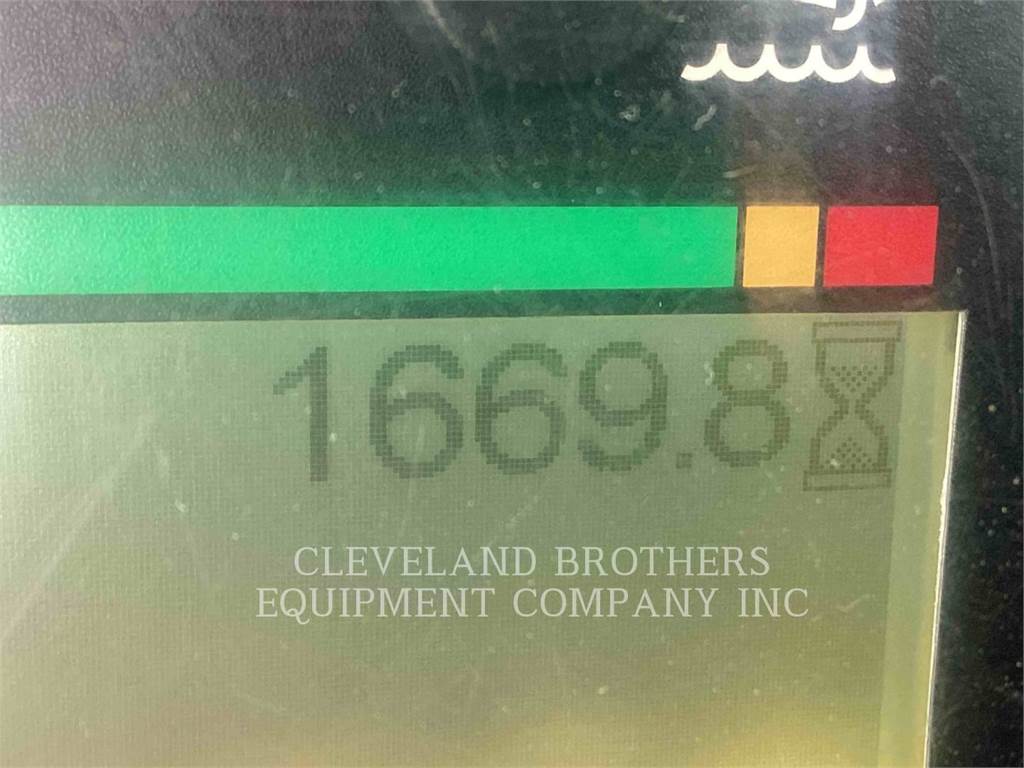 1669.8
CLEVELAND BROTHERS
EQUIPMENT COMPANY INC